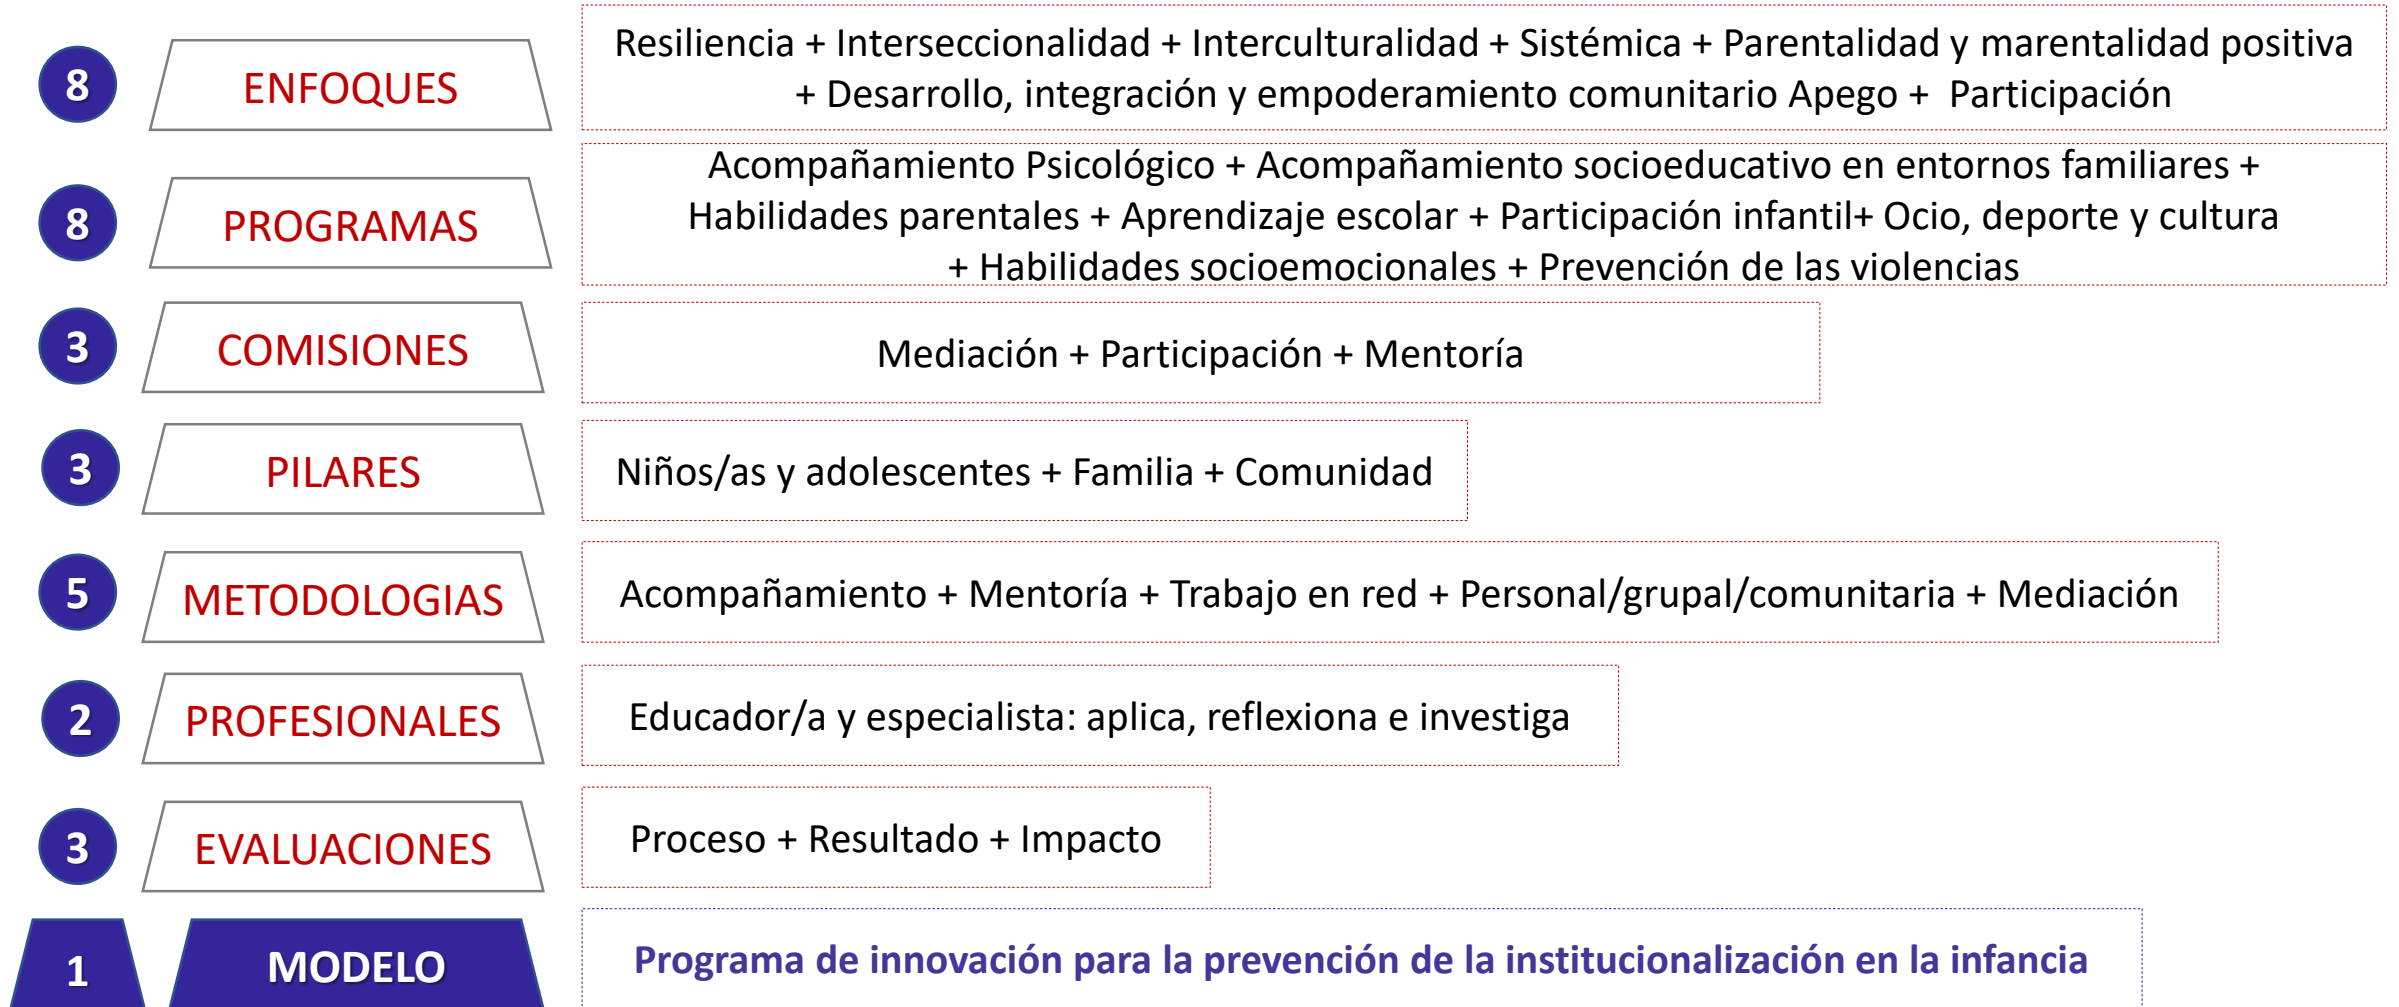 8
ENFOQUES
Resiliencia + Interseccionalidad + Interculturalidad + Sistémica + Parentalidad y marentalidad positiva
+ Desarrollo, integración y empoderamiento comunitario Apego + Participación
8
PROGRAMAS
Acompañamiento Psicológico + Acompañamiento socioeducativo en entornos familiares +
Habilidades parentales + Aprendizaje escolar + Participación infantil+ Ocio, deporte y cultura
+ Habilidades socioemocionales + Prevención de las violencias
3
COMISIONES
Mediación + Participación + Mentoría
3
PILARES
Niños/as y adolescentes + Familia + Comunidad
5
METODOLOGIAS
Acompañamiento + Mentoría + Trabajo en red + Personal/grupal/comunitaria + Mediación
2
PROFESIONALES
Educador/a y especialista: aplica, reflexiona e investiga
3
EVALUACIONES
Proceso + Resultado + Impacto
1
MODELO
Programa de innovación para la prevención de la institucionalización en la infancia